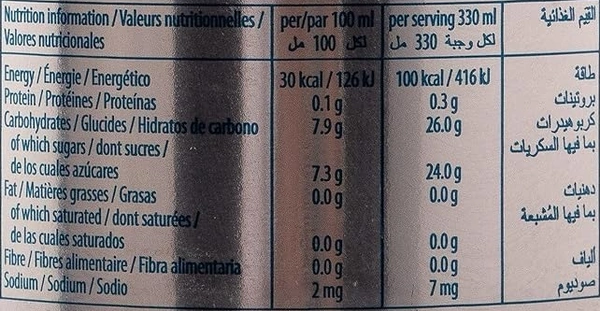 Nutrition information / Valeurs nutritionnelles / per/par 100 ml per serving 330 ml القيم الغذائية
Valores nutricionales لكل 100 مل لكل وجبة 330 مل
Energy / Énergie / Energético 30 kcal / 126 kJ 100 kcal / 416 kJ طاقة
Protein / Protéines / Proteínas 0.1 g 0.3 g بروتينات
Carbohydrates / Glucides / Hidratos de carbono 7.9 g 26.0 g كربوهيدرات
of which sugars / dont sucres / بما فيها السكريات
de los cuales azúcares 7.3 g 24.0 g
Fat / Matières grasses / Grasas 0.0 g 0.0 g دهنيات
of which saturated / dont saturées / بما فيها المُشبعة
de las cuales saturados 0.0 g 0.0 g
Fibre / Fibres alimentaire / Fibra alimentaria 0.0 g 0.0 g ألياف
Sodium / Sodium / Sodio 2 mg 7 mg صوديوم